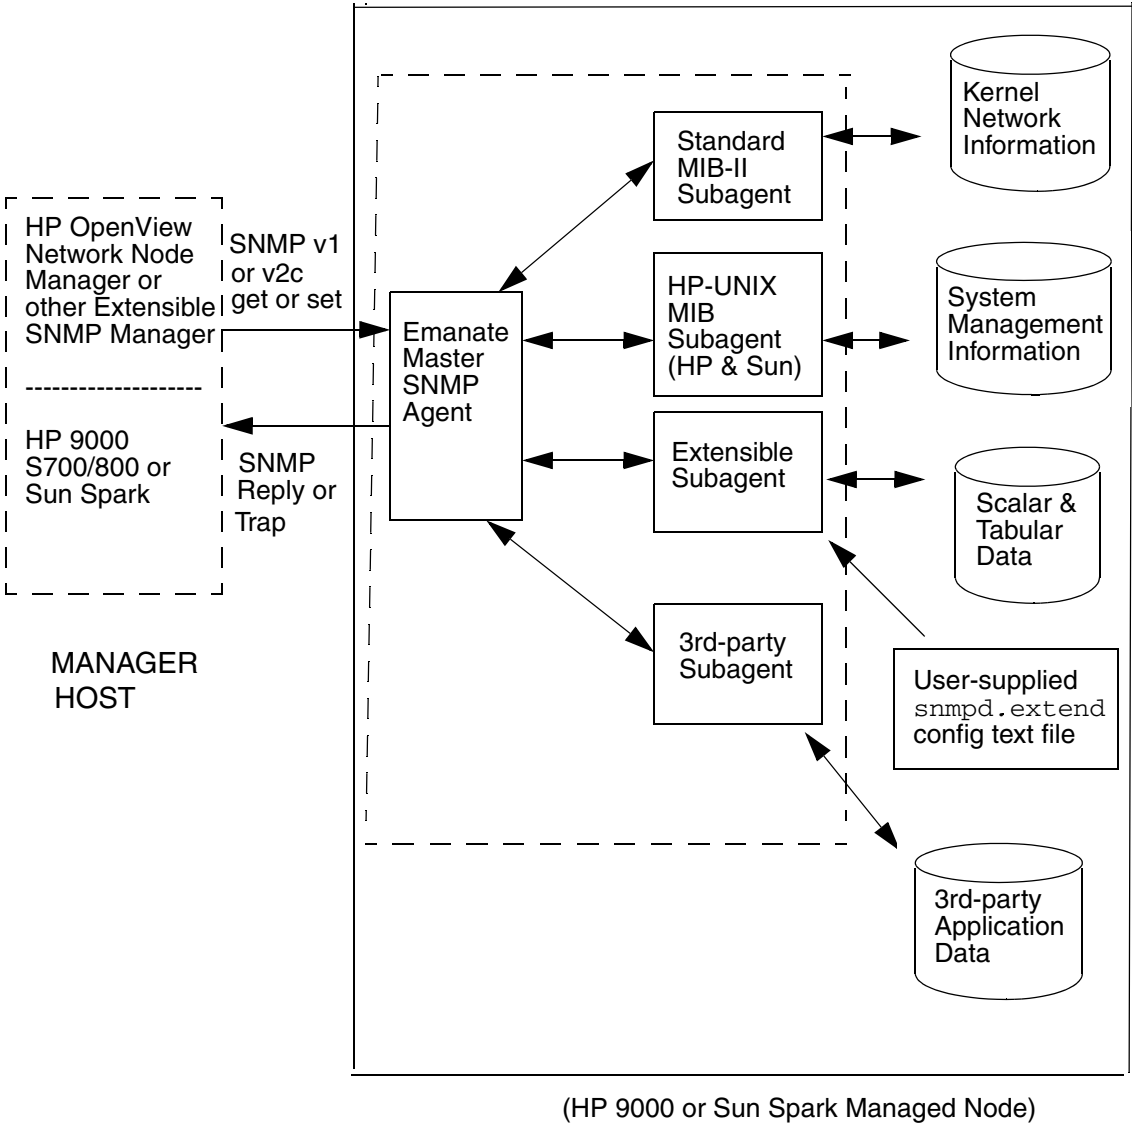 HP OpenView
Network Node
Manager or
other Extensible
SNMP Manager
--------------------
HP 9000
S700/800 or
Sun Spark
MANAGER
HOST
SNMP v1
or v2c
get or set
SNMP
Reply or
Trap
Emanate
Master
SNMP
Agent
Standard
MIB-II
Subagent
HP-UNIX
MIB
Subagent
(HP & Sun)
Extensible
Subagent
3rd-party
Subagent
Kernel
Network
Information
System
Management
Information
Scalar &
Tabular
Data
User-supplied
snmpd.extend
config text file
3rd-party
Application
Data
(HP 9000 or Sun Spark Managed Node)